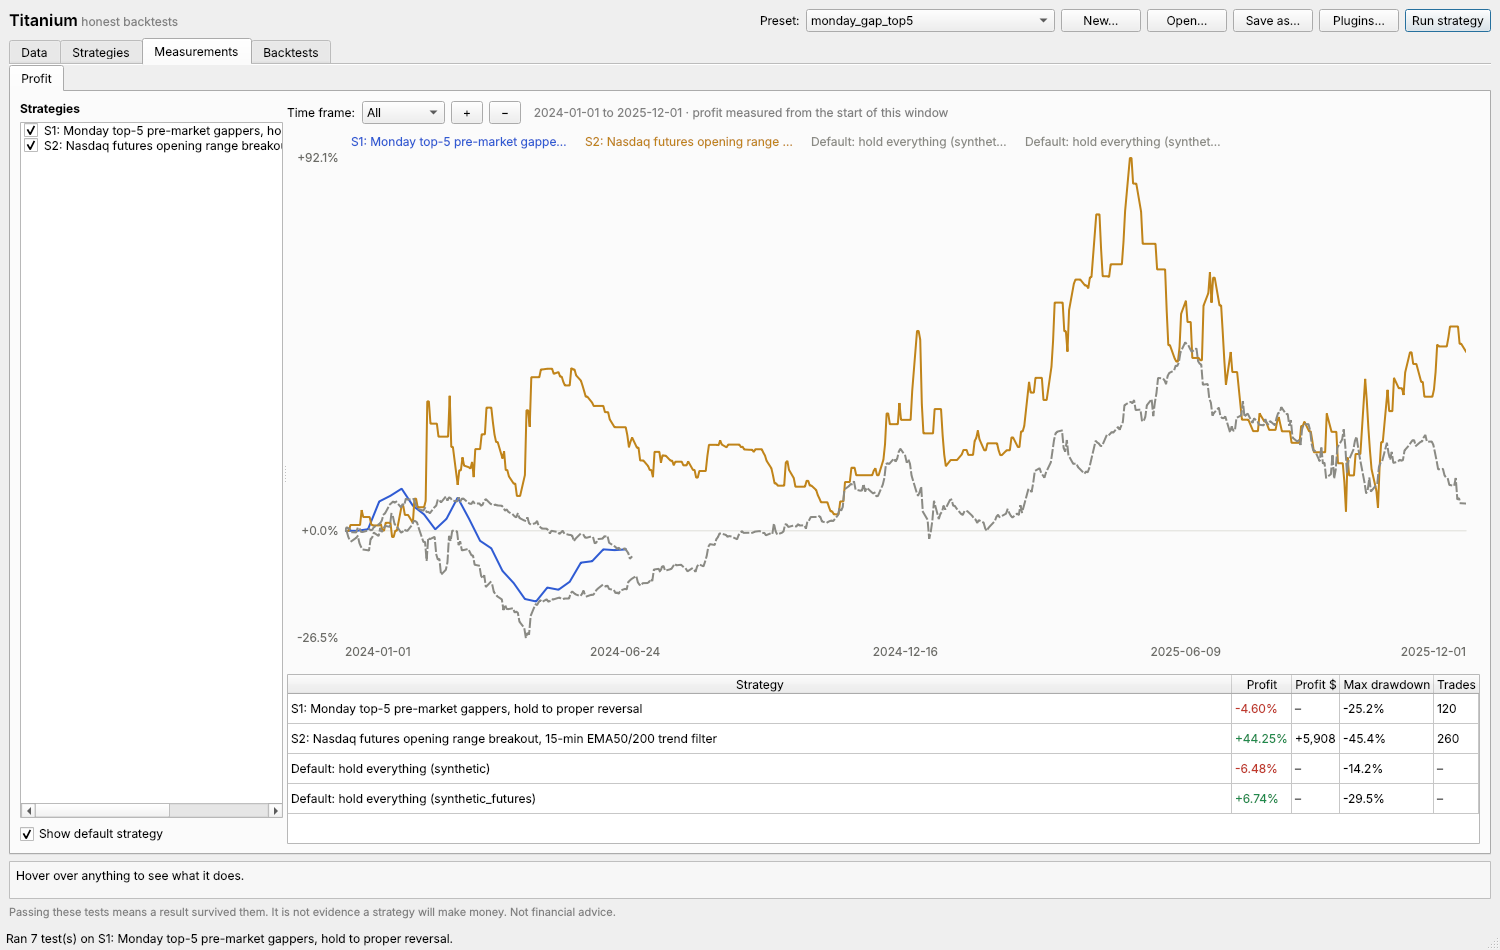 Titanium honest backtests
Preset: monday_gap_top5 New... Open... Save as... Plugins... Run strategy
Data Strategies Measurements Backtests
Profit
Strategies
S1: Monday top-5 pre-market gappers, ho
S2: Nasdaq futures opening range breako
Show default strategy
Time frame: All + − 2024-01-01 to 2025-12-01 · profit measured from the start of this window
S1: Monday top-5 pre-market gappe... S2: Nasdaq futures opening range ... Default: hold everything (synthet... Default: hold everything (synthet...
+92.1%
+0.0%
-26.5%
2024-01-01 2024-06-24 2024-12-16 2025-06-09 2025-12-01
Strategy Profit Profit $ Max drawdown Trades
S1: Monday top-5 pre-market gappers, hold to proper reversal -4.60% – -25.2% 120
S2: Nasdaq futures opening range breakout, 15-min EMA50/200 trend filter +44.25% +5,908 -45.4% 260
Default: hold everything (synthetic) -6.48% – -14.2% –
Default: hold everything (synthetic_futures) +6.74% – -29.5% –
Hover over anything to see what it does.
Passing these tests means a result survived them. It is not evidence a strategy will make money. Not financial advice.
Ran 7 test(s) on S1: Monday top-5 pre-market gappers, hold to proper reversal.